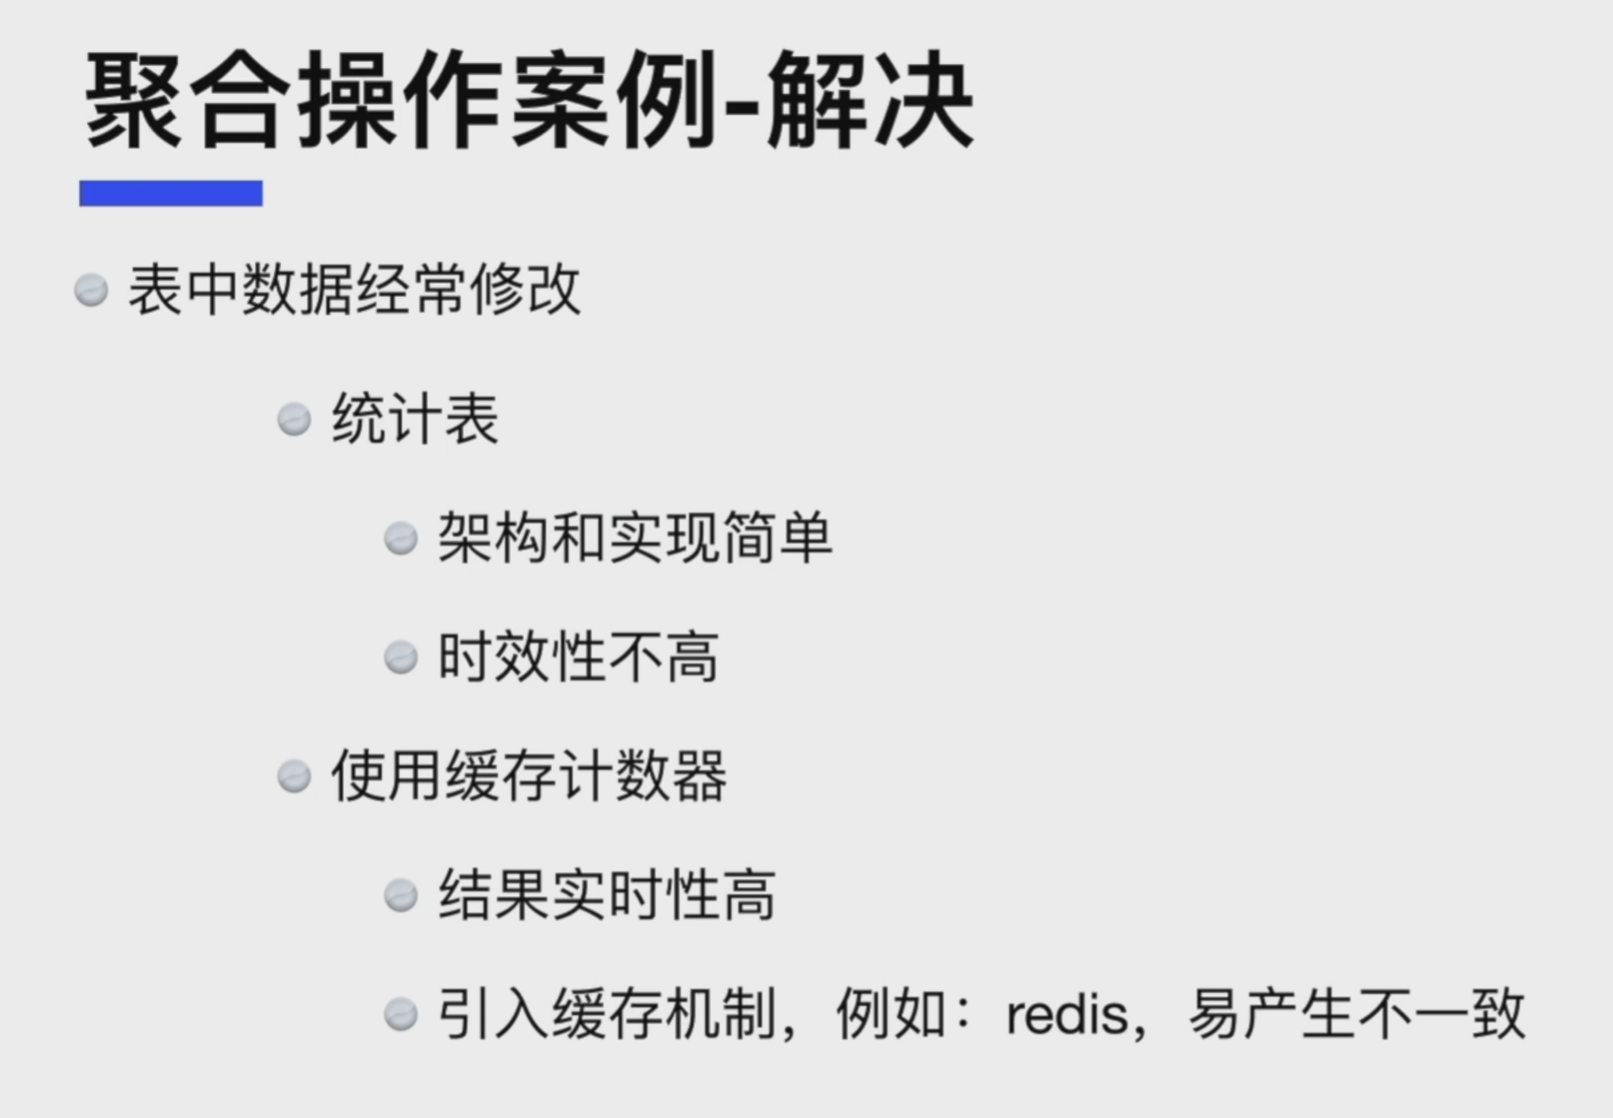 聚合操作案例-解决
表中数据经常修改
统计表
架构和实现简单
时效性不高
使用缓存计数器
结果实时性高
引入缓存机制，例如：redis，易产生不一致